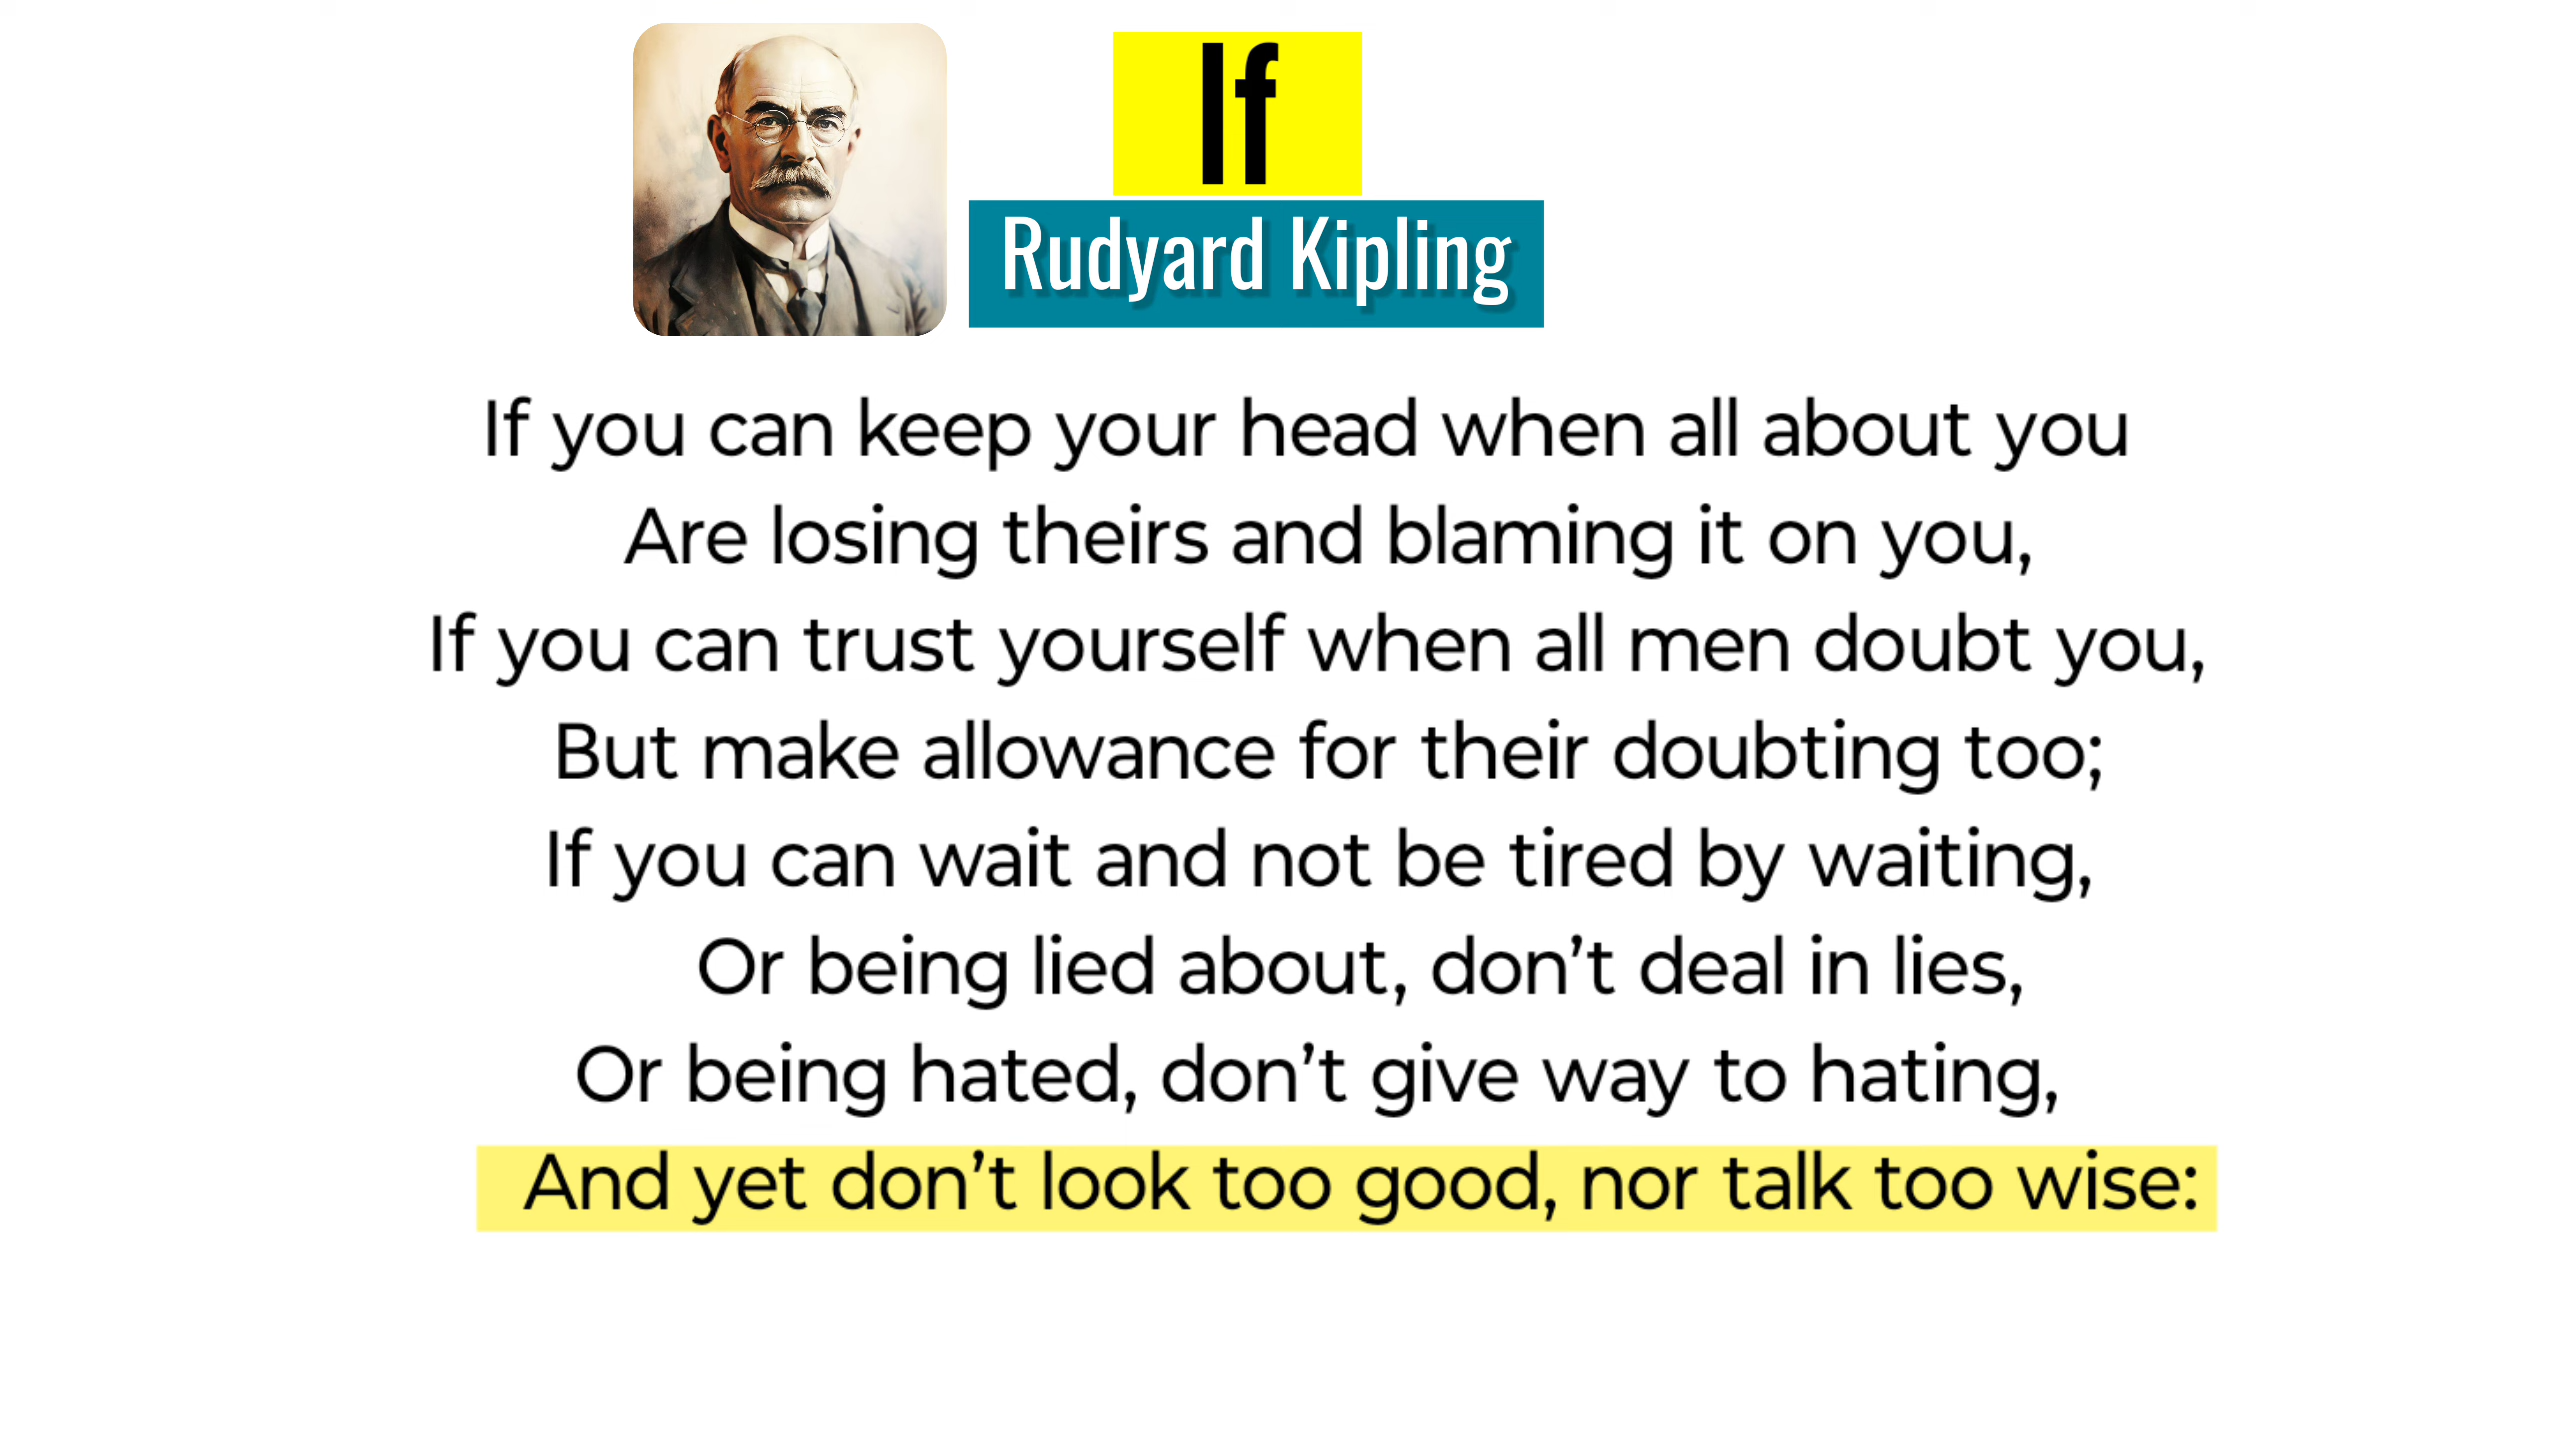 If
Rudyard Kipling
If you can keep your head when all about you
Are losing theirs and blaming it on you,
If you can trust yourself when all men doubt you,
But make allowance for their doubting too;
If you can wait and not be tired by waiting,
Or being lied about, don’t deal in lies,
Or being hated, don’t give way to hating,
And yet don’t look too good, nor talk too wise: